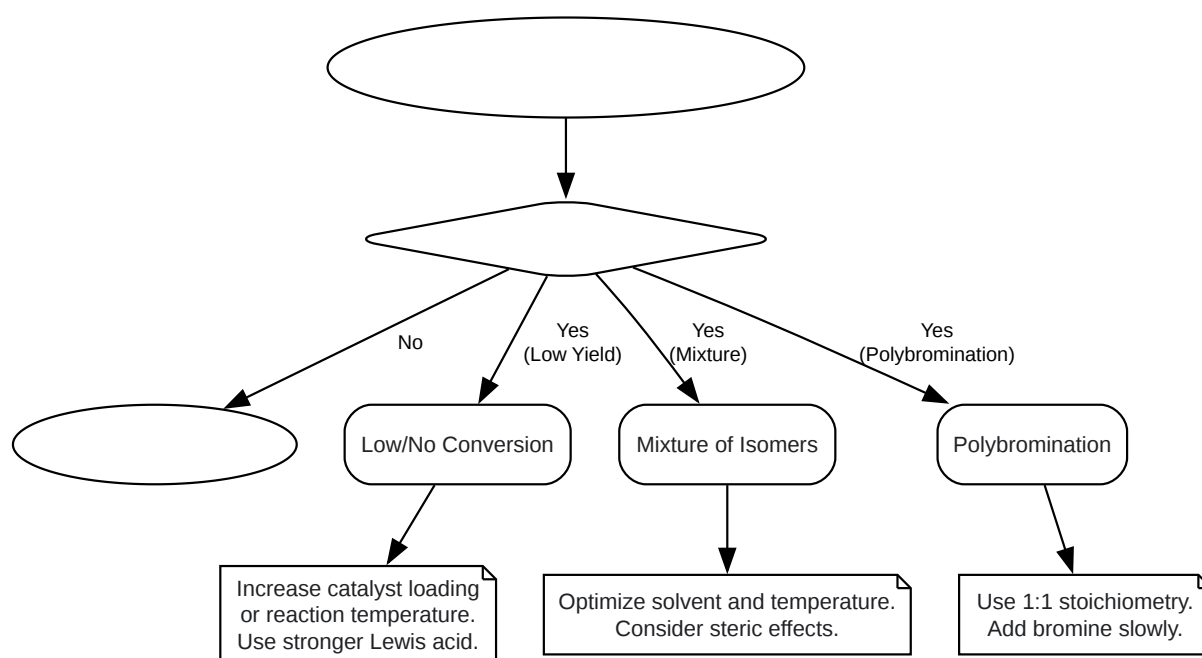 No
Yes
(Low Yield)
Yes
(Mixture)
Yes
(Polybromination)
Low/No Conversion
Mixture of Isomers
Polybromination
Increase catalyst loading
or reaction temperature.
Use stronger Lewis acid.
Optimize solvent and temperature.
Consider steric effects.
Use 1:1 stoichiometry.
Add bromine slowly.